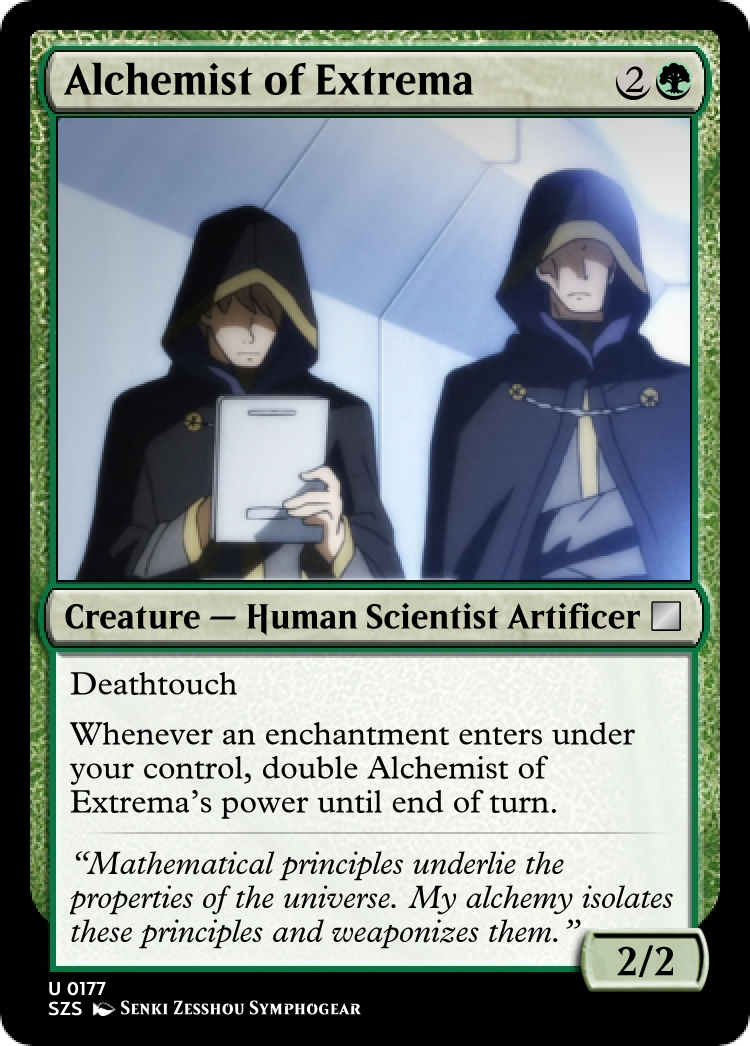 Alchemist of Extrema 2
Creature — Human Scientist Artificer
Deathtouch
Whenever an enchantment enters under
your control, double Alchemist of
Extrema's power until end of turn.
"Mathematical principles underlie the
properties of the universe. My alchemy isolates
these principles and weaponizes them."
2/2
U 0177
SZS Senki Zesshou Symphogear